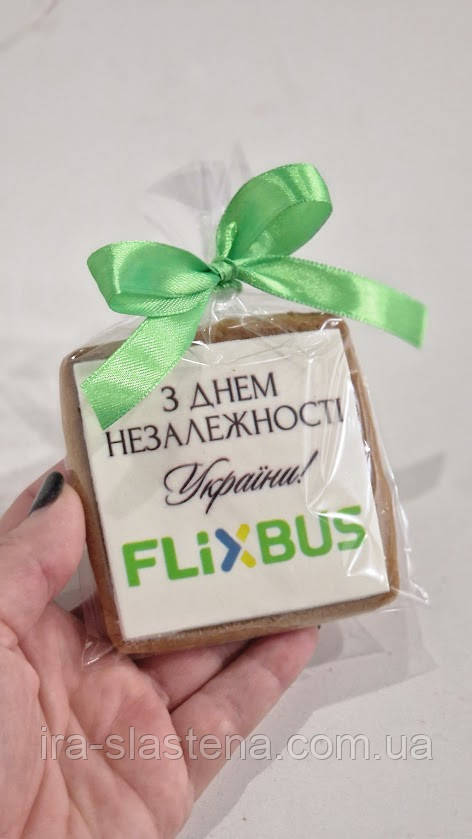 З ДНЕМ
НЕЗАЛЕЖНОСТІ
України!
FLiXBUS
ira-slastena.com.ua